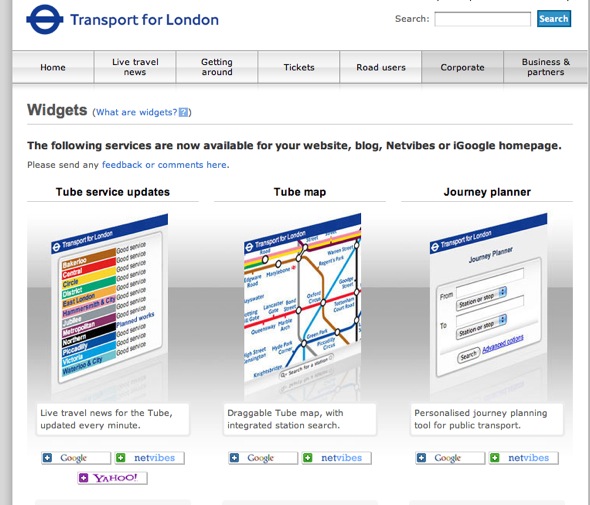 Transport for London
Search:
Search
Home
Live travel
news
Getting
around
Tickets
Road users
Corporate
Business &
partners
Widgets (What are widgets?[?])
The following services are now available for your website, blog, Netvibes or iGoogle homepage.
Please send any feedback or comments here.
Tube service updates
Tube map
Journey planner
Transport for London
Bakerloo Good service
Central Good service
Circle Good service
District Good service
East London Good service
Hammersmith & City Good service
Jubilee Good service
Metropolitan Planned works
Northern Good service
Piccadilly Good service
Victoria Good service
Waterloo & City Good service
Transport for London
Road
Street
Warren Street
Edgware
Road
Marylebone
Regent's Park
Bayswater
Goodge
Street
Lancaster
Gate
Bond
Street
Oxford
Circus
Tottenham
Court Road
Queensway
Marble
Arch
High Street
Kensington
Hyde Park
Corner
Green Park
Piccadilly
Circus
Knightsbridge
Search for a station
Transport for London
Journey Planner
From
Station or stop
To
Station or stop
Search
Advanced options
Live travel news for the Tube,
updated every minute.
Draggable Tube map, with
integrated station search.
Personalised journey planning
tool for public transport.
Google
netvibes
YAHOO!
Google
netvibes
Google
netvibes